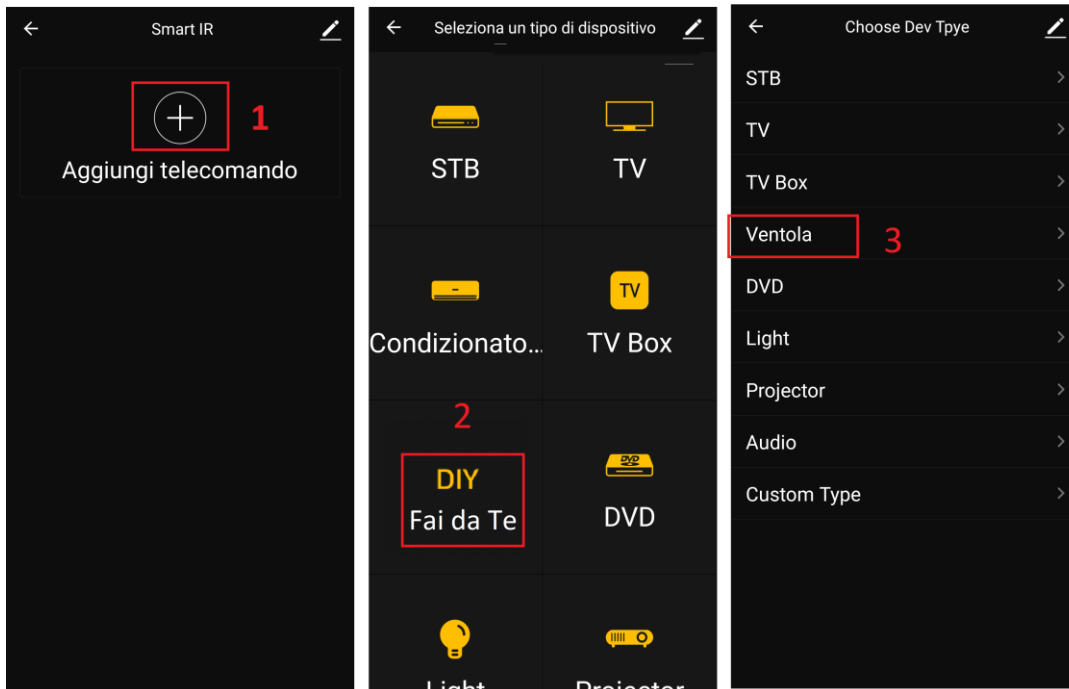 Smart IR
1
Aggiungi telecomando
Seleziona un tipo di dispositivo
STB
TV
TV
Condizionato...
TV Box
2
DIY
Fai da Te
DVD
DVD
Light
Projector
Choose Dev Tpye
STB
TV
TV Box
Ventola
3
DVD
Light
Projector
Audio
Custom Type